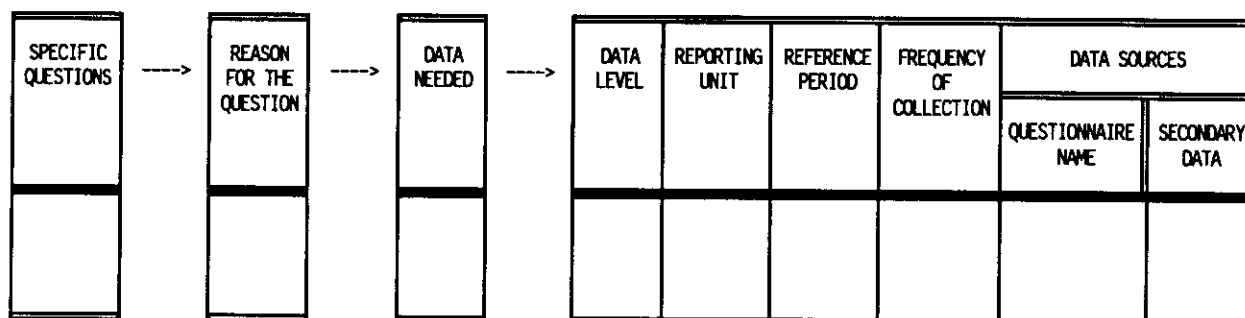 SPECIFIC
QUESTIONS
---->
REASON
FOR THE
QUESTION
---->
DATA
NEEDED
---->
DATA
LEVEL
REPORTING
UNIT
REFERENCE
PERIOD
FREQUENCY
OF
COLLECTION
DATA SOURCES
QUESTIONNAIRE
NAME
SECONDARY
DATA